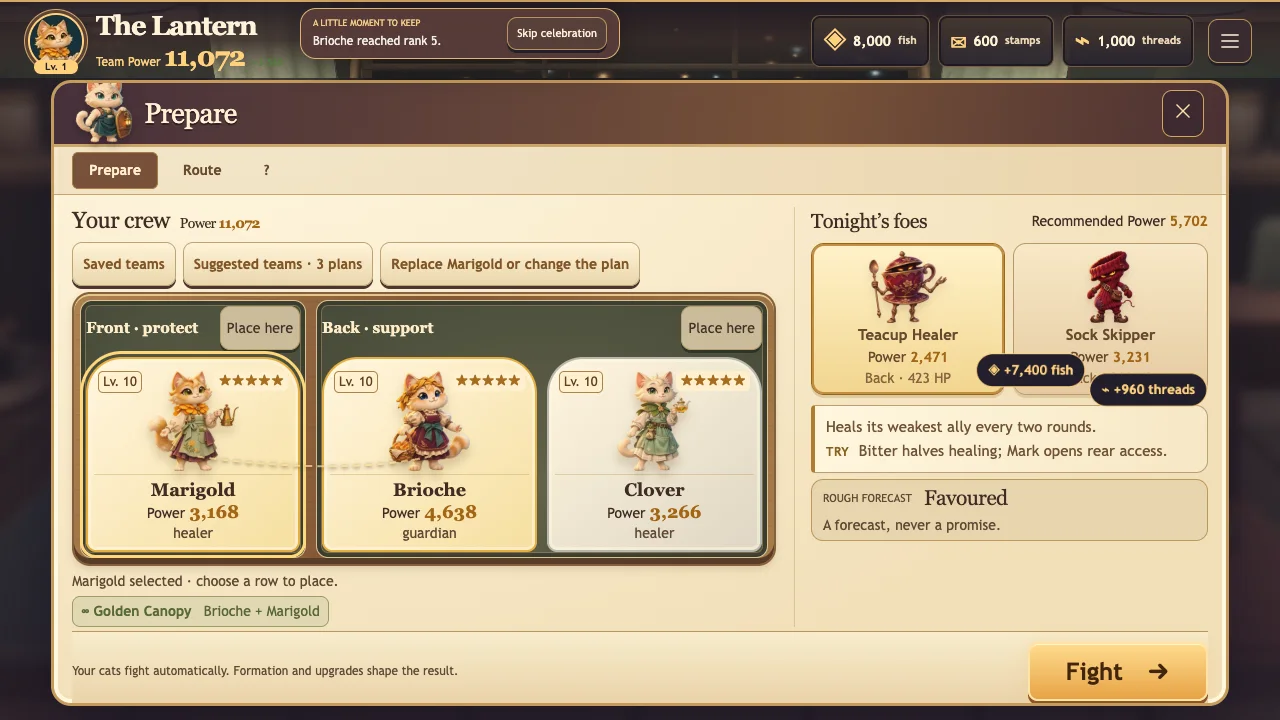 The Lantern
Team Power 11,072
Lv. 1
A LITTLE MOMENT TO KEEP
Brioche reached rank 5.
Skip celebration
8,000 fish
600 stamps
1,000 threads
Prepare
Prepare
Route
?
Your crew Power 11,072
Saved teams
Suggested teams · 3 plans
Replace Marigold or change the plan
Front · protect
Place here
Back · support
Place here
Lv. 10
Marigold
Power 3,168
healer
Lv. 10
Brioche
Power 4,638
guardian
Lv. 10
Clover
Power 3,266
healer
Marigold selected · choose a row to place.
∞ Golden Canopy Brioche + Marigold
Tonight's foes
Recommended Power 5,702
Teacup Healer
Power 2,471
Back · 423 HP
Sock Skipper
Power 3,231
+7,400 fish
+960 threads
Heals its weakest ally every two rounds.
TRY Bitter halves healing; Mark opens rear access.
ROUGH FORECAST Favoured
A forecast, never a promise.
Your cats fight automatically. Formation and upgrades shape the result.
Fight →